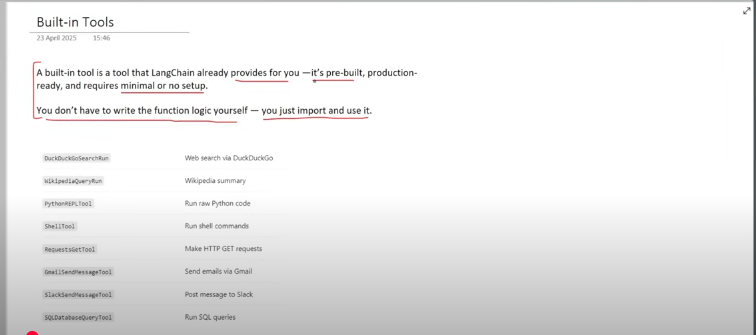 Built-in Tools
23 April 2025 15:46
A built-in tool is a tool that LangChain already provides for you —it's pre-built, production-
ready, and requires minimal or no setup.
You don't have to write the function logic yourself — you just import and use it.
DuckDuckGoSearchRun Web search via DuckDuckGo
WikipediaQueryRun Wikipedia summary
PythonREPLTool Run raw Python code
ShellTool Run shell commands
RequestsGetTool Make HTTP GET requests
GmailSendMessageTool Send emails via Gmail
SlackSendMessageTool Post message to Slack
SQLDatabaseQueryTool Run SQL queries